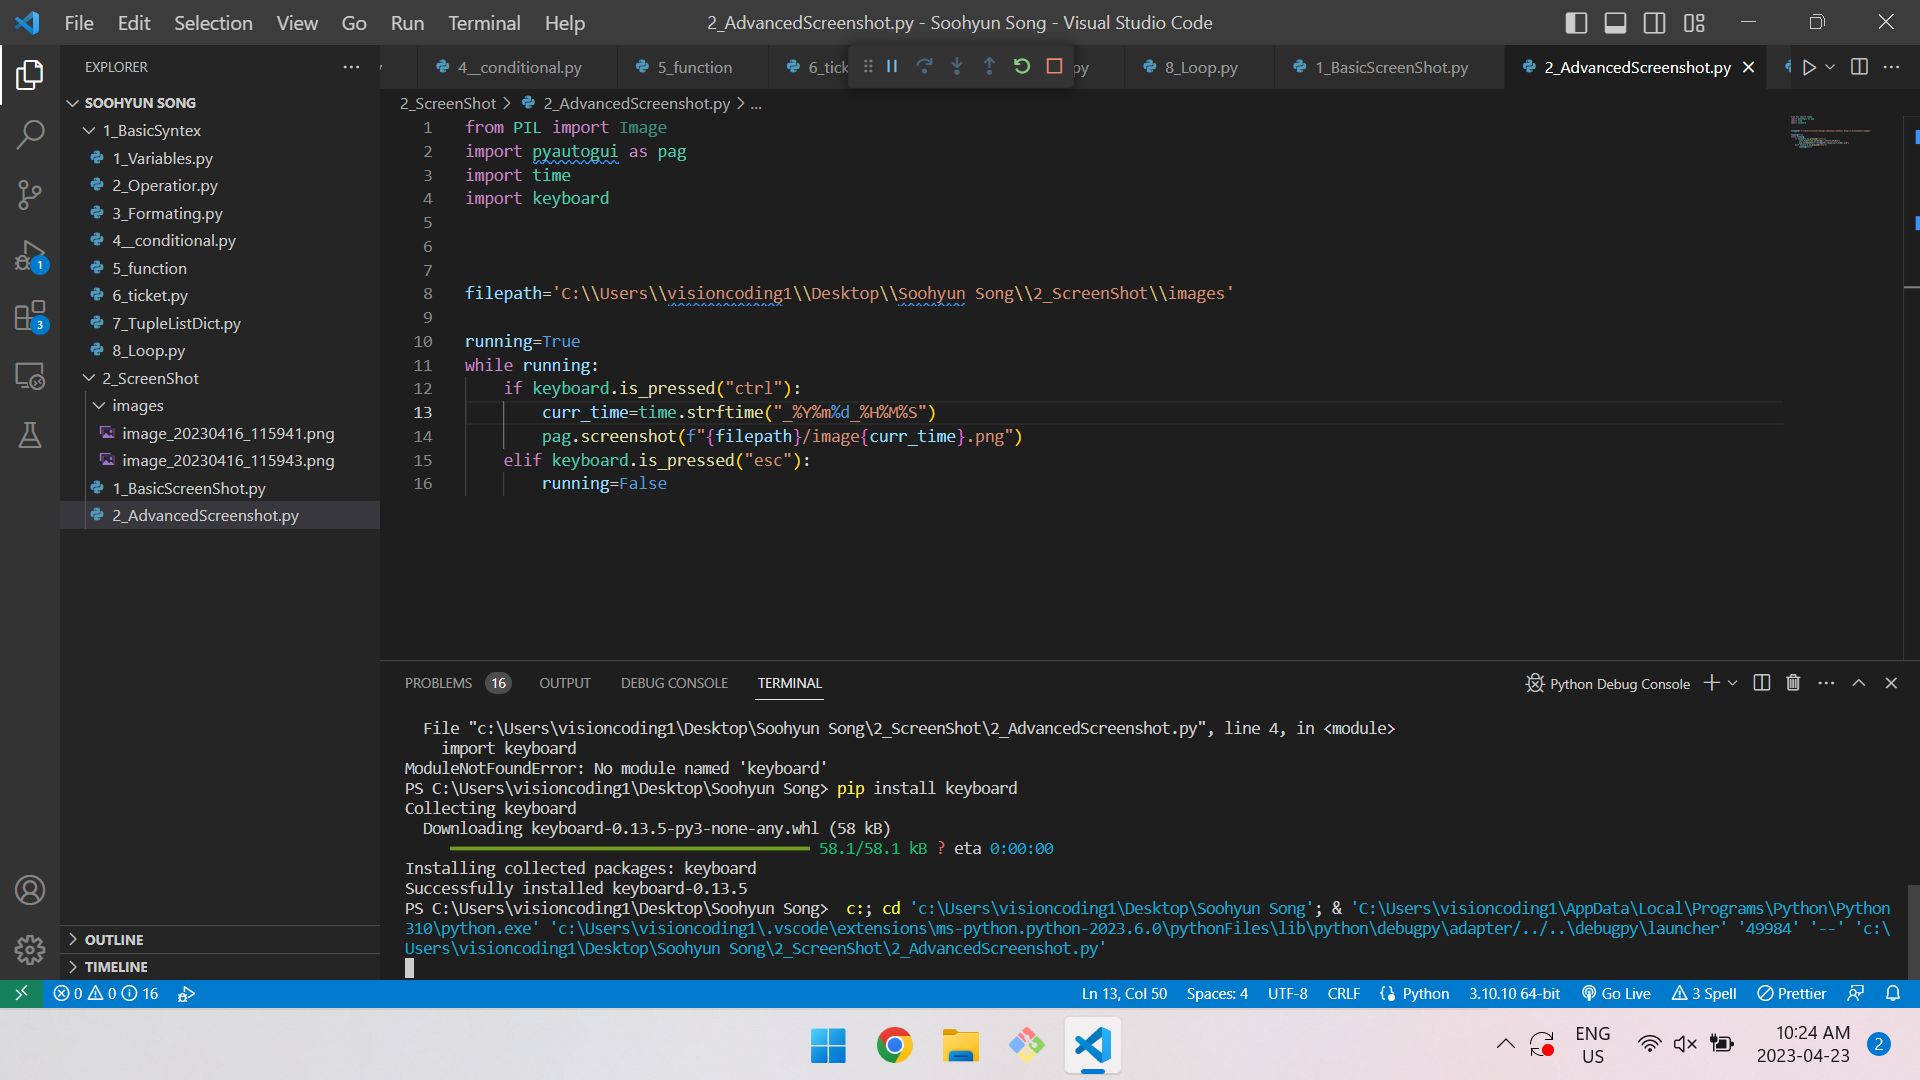 File Edit Selection View Go Run Terminal Help
2_AdvancedScreenshot.py - Soohyun Song - Visual Studio Code
EXPLORER
4__conditional.py
5_function
6_tick
py
8_Loop.py
1_BasicScreenShot.py
2_AdvancedScreenshot.py
SOOHYUN SONG
1_BasicSyntex
1_Variables.py
2_Operatior.py
3_Formating.py
4__conditional.py
5_function
6_ticket.py
7_TupleListDict.py
8_Loop.py
2_ScreenShot
images
image_20230416_115941.png
image_20230416_115943.png
1_BasicScreenShot.py
2_AdvancedScreenshot.py
OUTLINE
TIMELINE
1
3
2_ScreenShot > 2_AdvancedScreenshot.py > ...
1 from PIL import Image
2 import pyautogui as pag
3 import time
4 import keyboard
5
6
7
8 filepath='C:\\Users\\visioncoding1\\Desktop\\Soohyun Song\\2_ScreenShot\\images'
9
10 running=True
11 while running:
12     if keyboard.is_pressed("ctrl"):
13         curr_time=time.strftime("_%Y%m%d_%H%M%S")
14         pag.screenshot(f"{filepath}/image{curr_time}.png")
15     elif keyboard.is_pressed("esc"):
16         running=False
PROBLEMS 16 OUTPUT DEBUG CONSOLE TERMINAL
Python Debug Console
File "c:\Users\visioncoding1\Desktop\Soohyun Song\2_ScreenShot\2_AdvancedScreenshot.py", line 4, in <module>
import keyboard
ModuleNotFoundError: No module named 'keyboard'
PS C:\Users\visioncoding1\Desktop\Soohyun Song> pip install keyboard
Collecting keyboard
Downloading keyboard-0.13.5-py3-none-any.whl (58 kB)
58.1/58.1 kB ? eta 0:00:00
Installing collected packages: keyboard
Successfully installed keyboard-0.13.5
PS C:\Users\visioncoding1\Desktop\Soohyun Song>  c:; cd 'c:\Users\visioncoding1\Desktop\Soohyun Song'; & 'C:\Users\visioncoding1\AppData\Local\Programs\Python\Python
310\python.exe' 'c:\Users\visioncoding1\.vscode\extensions\ms-python.python-2023.6.0\pythonFiles\lib\python\debugpy\adapter/../..\debugpy\launcher' '49984' '--' 'c:\
Users\visioncoding1\Desktop\Soohyun Song\2_ScreenShot\2_AdvancedScreenshot.py'
0 0 16
Ln 13, Col 50 Spaces: 4 UTF-8 CRLF Python 3.10.10 64-bit Go Live 3 Spell Prettier
ENG
US
10:24 AM
2023-04-23
2